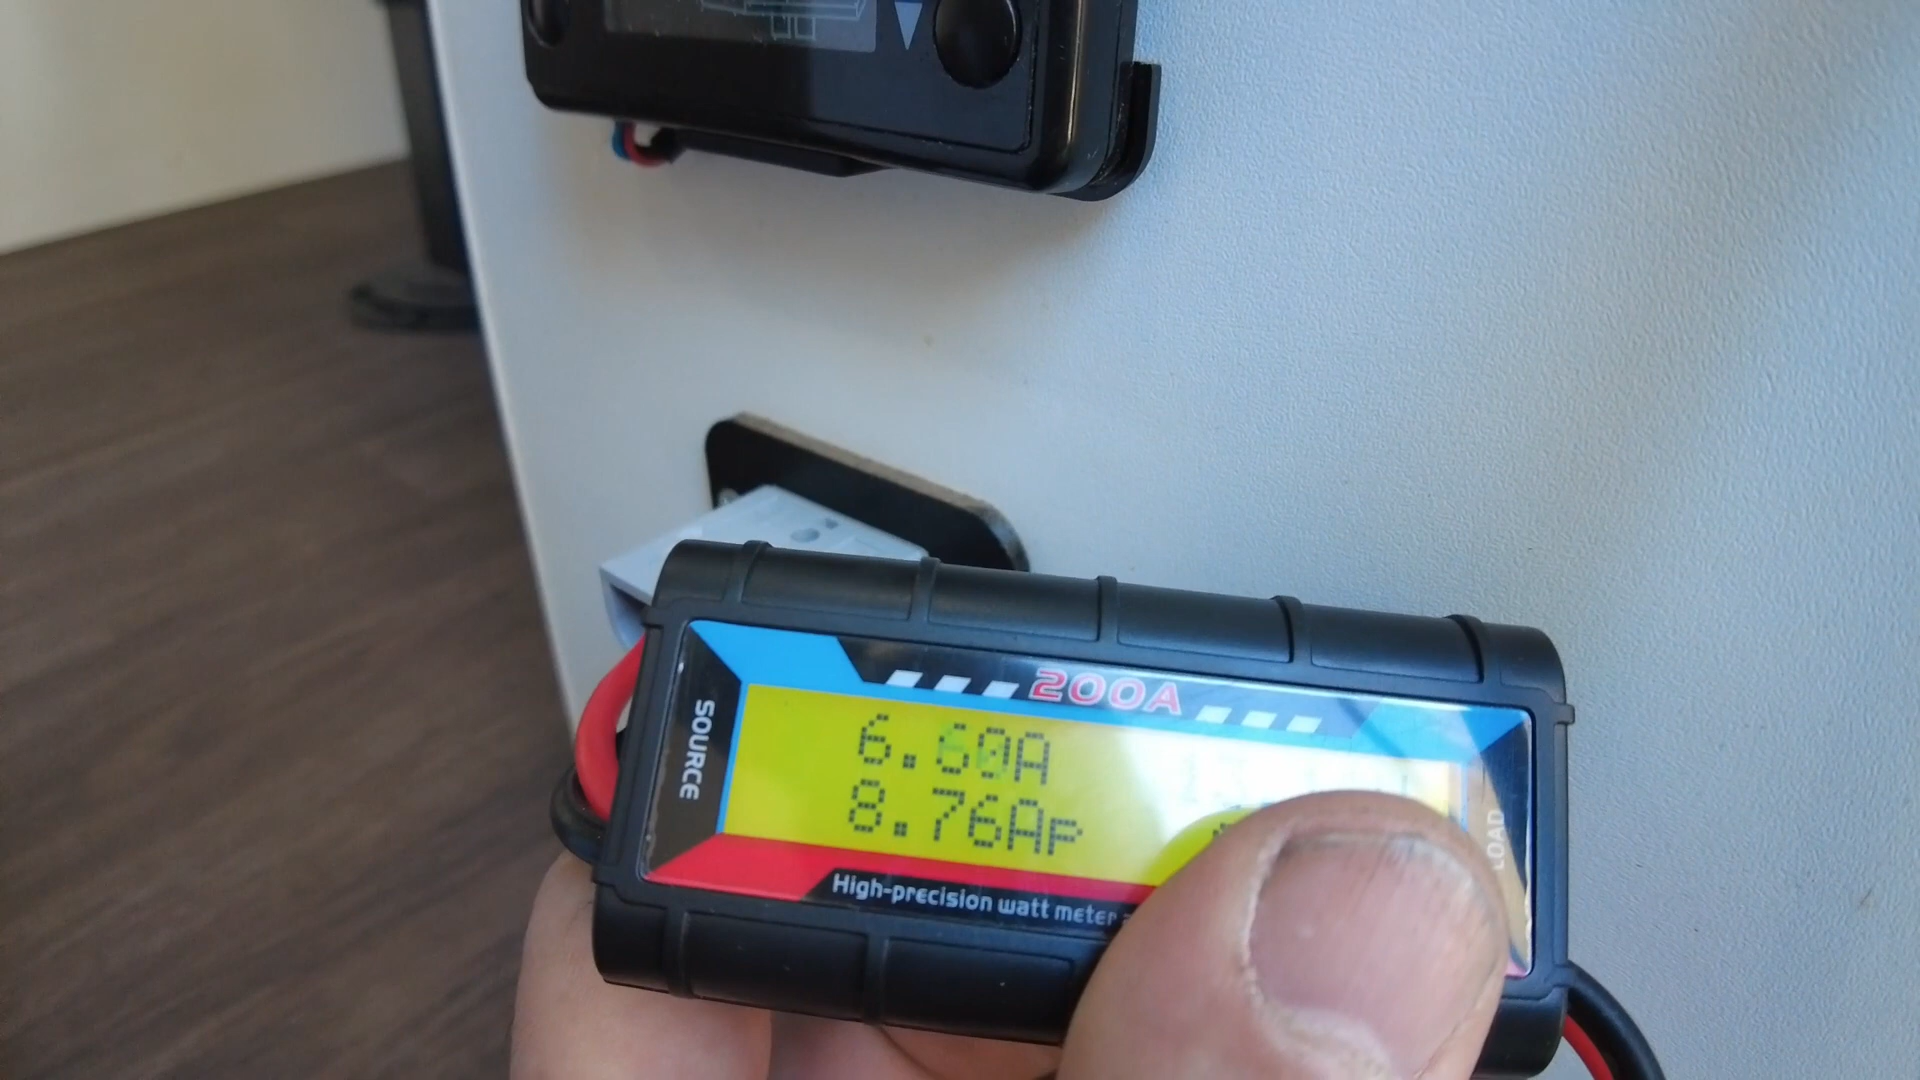 200A
SOURCE
6.60A
8.76Ap
LOAD
High-precision watt meter